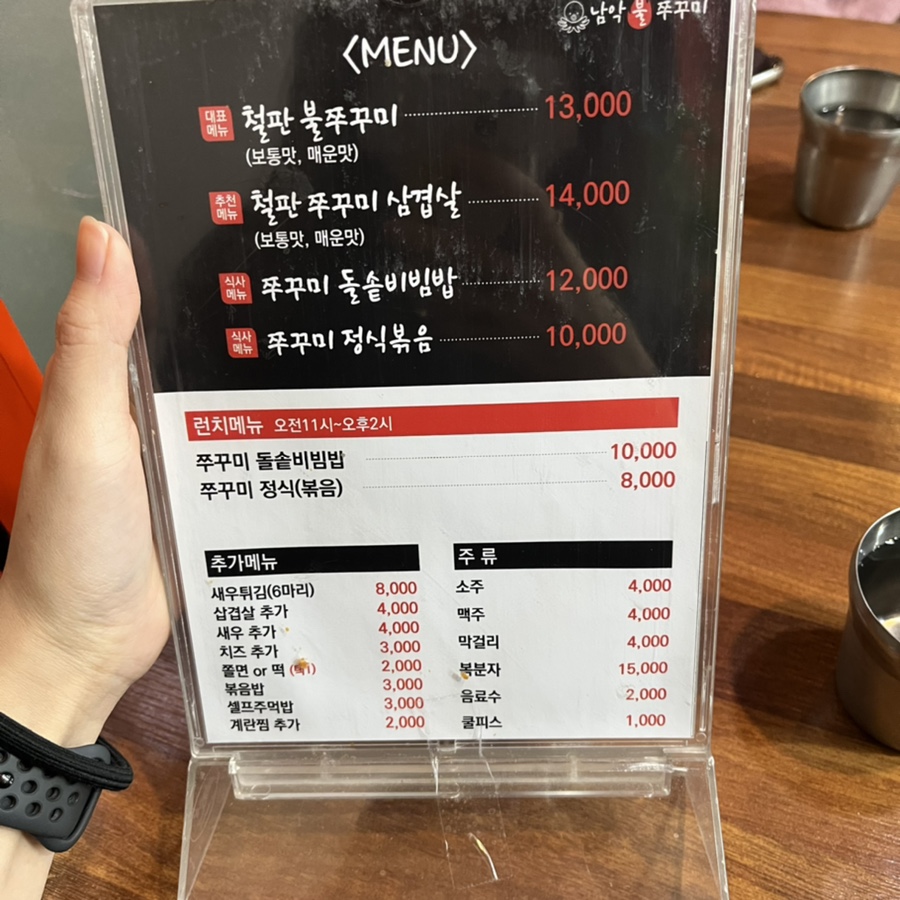 남악 불 쭈꾸미
<MENU>
대표메뉴 철판 불쭈꾸미 13,000
(보통맛, 매운맛)
추천메뉴 철판 쭈꾸미 삼겹살 14,000
(보통맛, 매운맛)
식사메뉴 쭈꾸미 돌솥비빔밥 12,000
식사메뉴 쭈꾸미 정식볶음 10,000
런치메뉴 오전11시~오후2시
쭈꾸미 돌솥비빔밥 10,000
쭈꾸미 정식(볶음) 8,000
추가메뉴
새우튀김(6마리) 8,000
삼겹살 추가 4,000
새우 추가 4,000
치즈 추가 3,000
쫄면 or 떡 2,000
볶음밥 3,000
셀프주먹밥 3,000
계란찜 추가 2,000
주 류
소주 4,000
맥주 4,000
막걸리 4,000
복분자 15,000
음료수 2,000
쿨피스 1,000